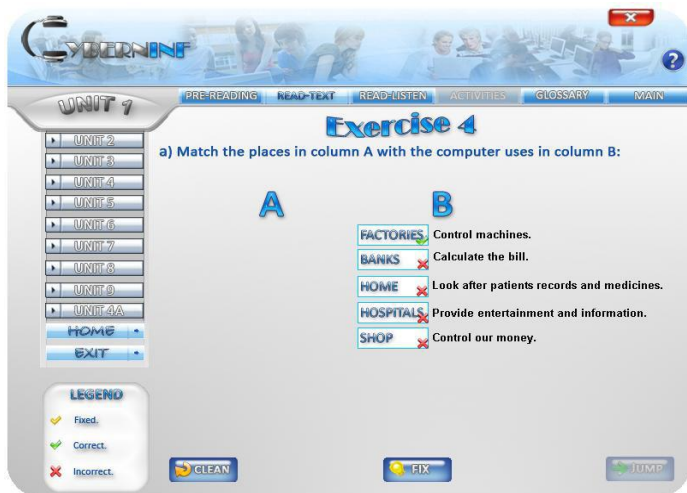 CYBERNINF
?
UNIT 1
PRE-READING READ-TEXT READ-LISTEN ACTIVITIES GLOSSARY MAIN
Exercise 4
a) Match the places in column A with the computer uses in column B:
UNIT 2
UNIT 3
UNIT 4
UNIT 5
UNIT 6
UNIT 7
UNIT 8
UNIT 9
UNIT 4A
HOME
EXIT
A B
FACTORIES Control machines.
BANKS Calculate the bill.
HOME Look after patients records and medicines.
HOSPITALS Provide entertainment and information.
SHOP Control our money.
LEGEND
Fixed.
Correct.
Incorrect.
CLEAN FIX JUMP